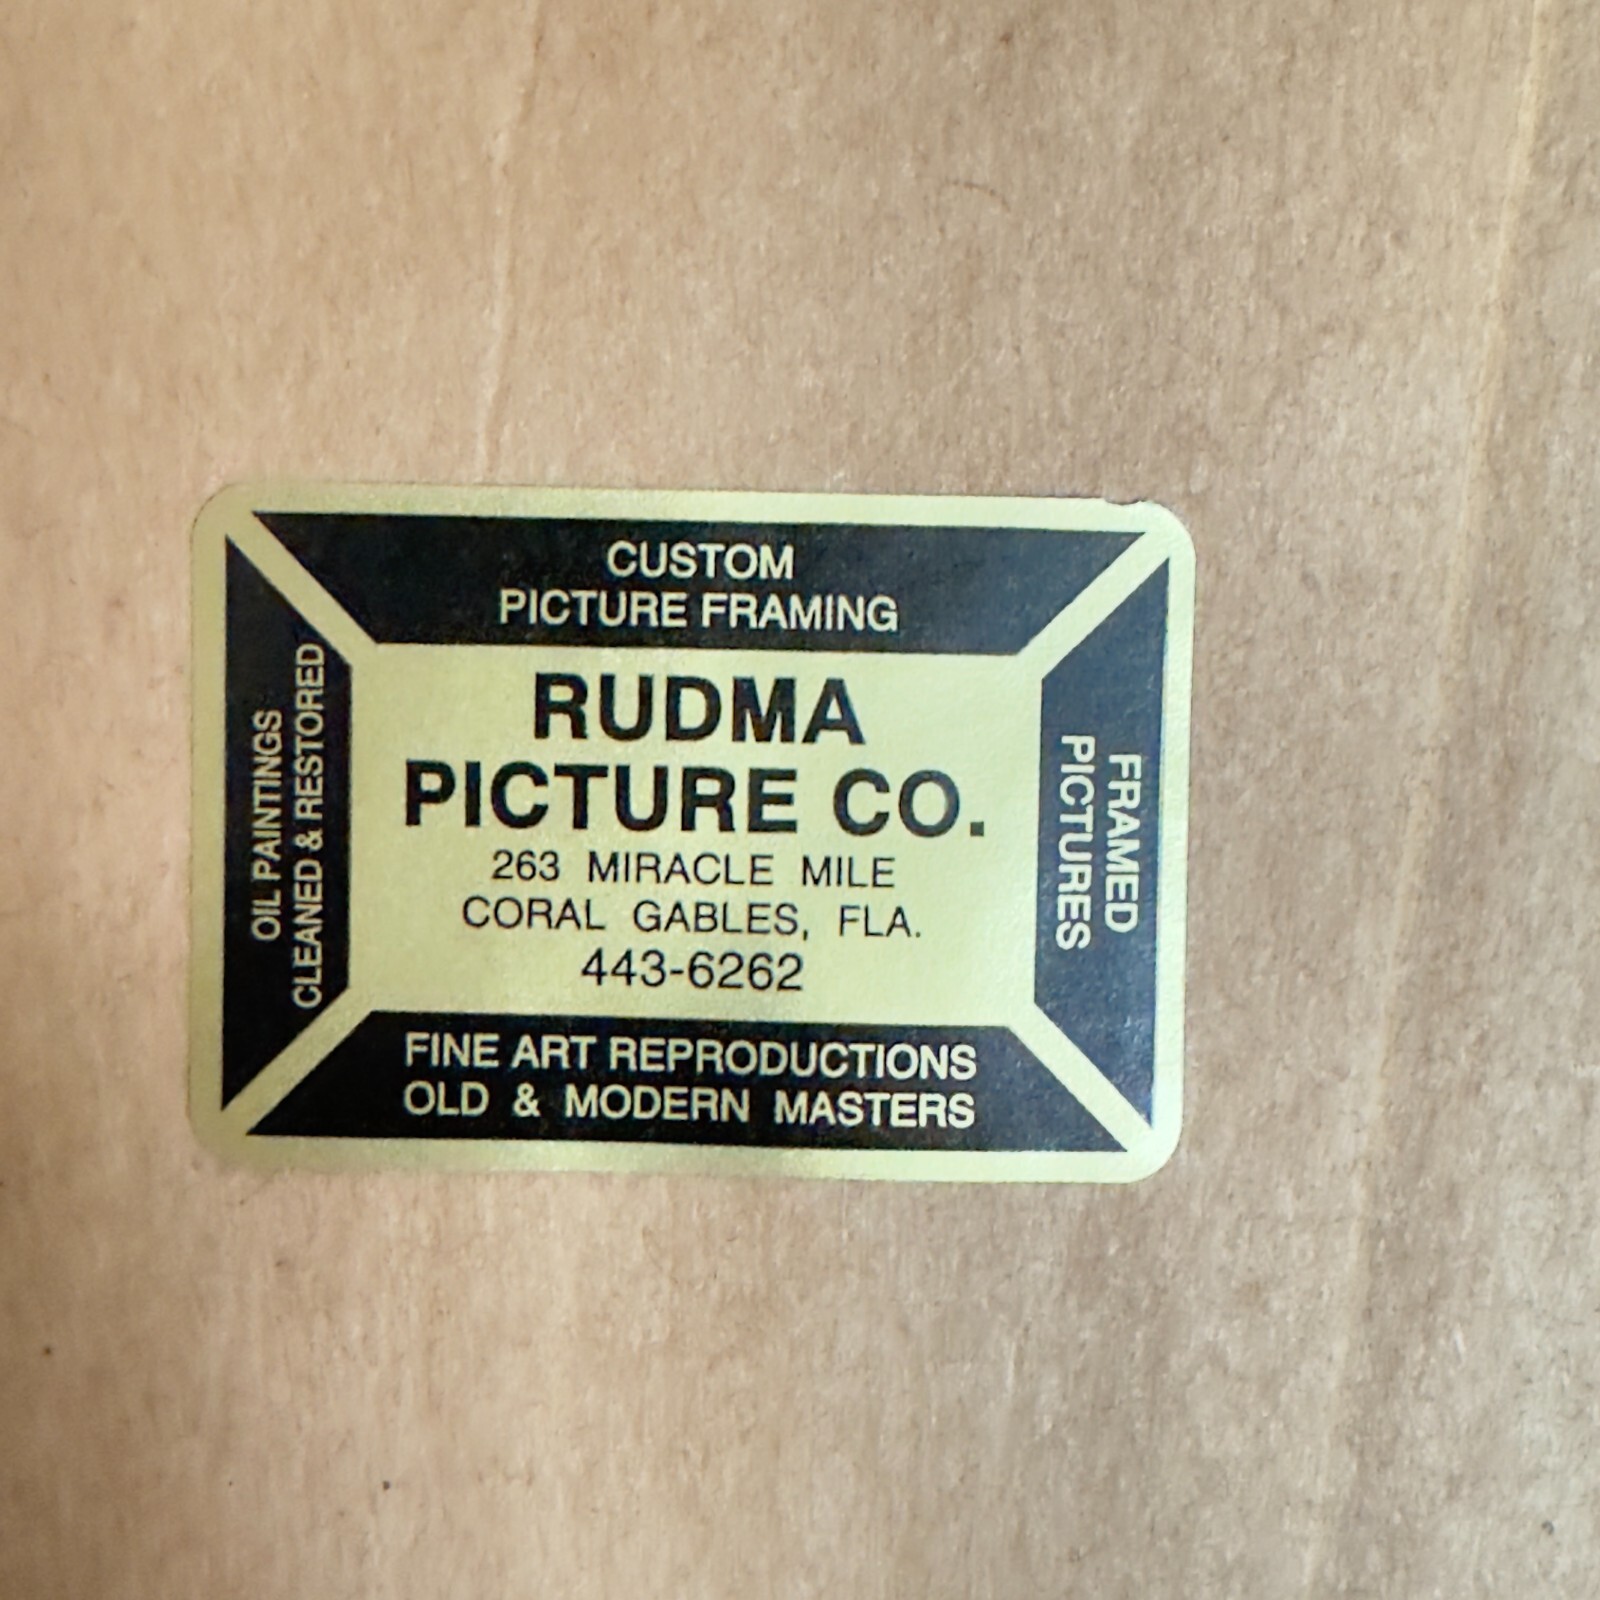 CUSTOM
PICTURE FRAMING
OIL PAINTINGS
CLEANED & RESTORED
RUDMA
PICTURE CO.
263 MIRACLE MILE
CORAL GABLES, FLA.
443-6262
FRAMED
PICTURES
FINE ART REPRODUCTIONS
OLD & MODERN MASTERS